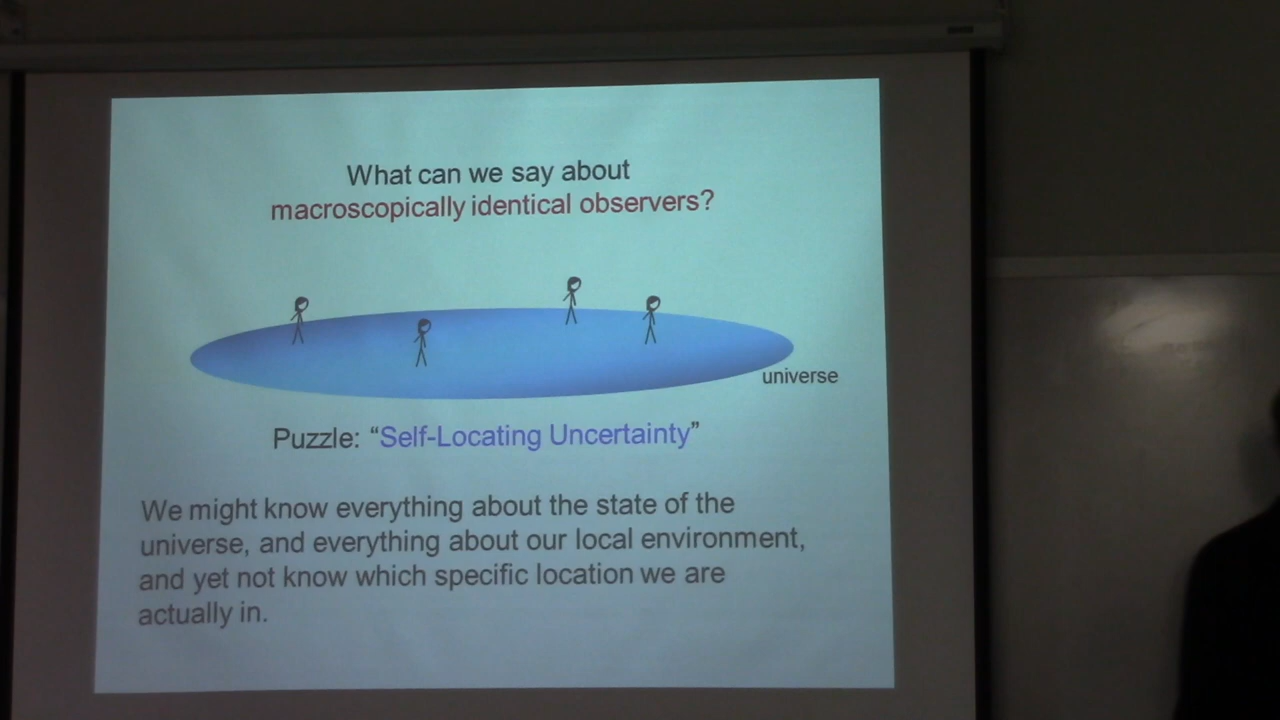 What can we say about
macroscopically identical observers?
universe
Puzzle: “Self-Locating Uncertainty”
We might know everything about the state of the
universe, and everything about our local environment,
and yet not know which specific location we are
actually in.